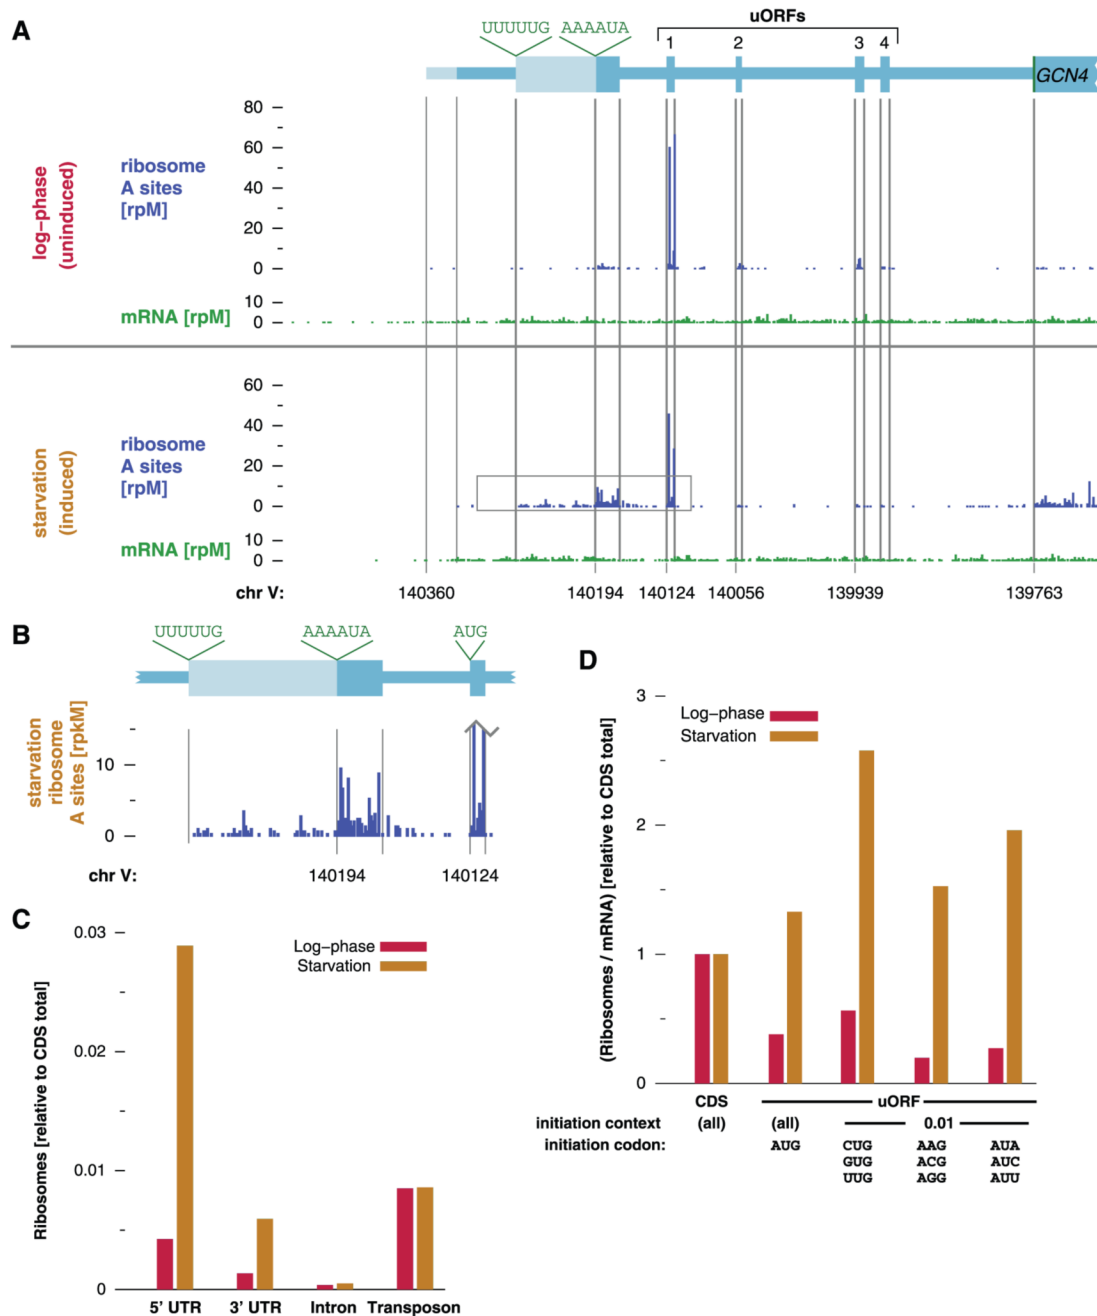 A
UUUUUG AAAAUA
uORFs
1 2 3 4
GCN4
80
60
40
20
0
log–phase
(uninduced)
ribosome
A sites
[rpM]
10
0
mRNA [rpM]
60
40
20
0
starvation
(induced)
ribosome
A sites
[rpM]
10
0
mRNA [rpM]
chr V: 140360 140194 140124 140056 139939 139763
B
UUUUUG AAAAUA AUG
starvation
ribosome
A sites [rpkM]
10
0
chr V: 140194 140124
C
Ribosomes [relative to CDS total]
0.03
0.02
0.01
0
Log–phase
Starvation
5' UTR 3' UTR Intron Transposon
D
(Ribosomes / mRNA) [relative to CDS total]
3
2
1
0
Log–phase
Starvation
CDS uORF
initiation context (all) (all) 0.01
initiation codon: AUG CUG AAG AUA
GUG ACG AUC
UUG AGG AUU